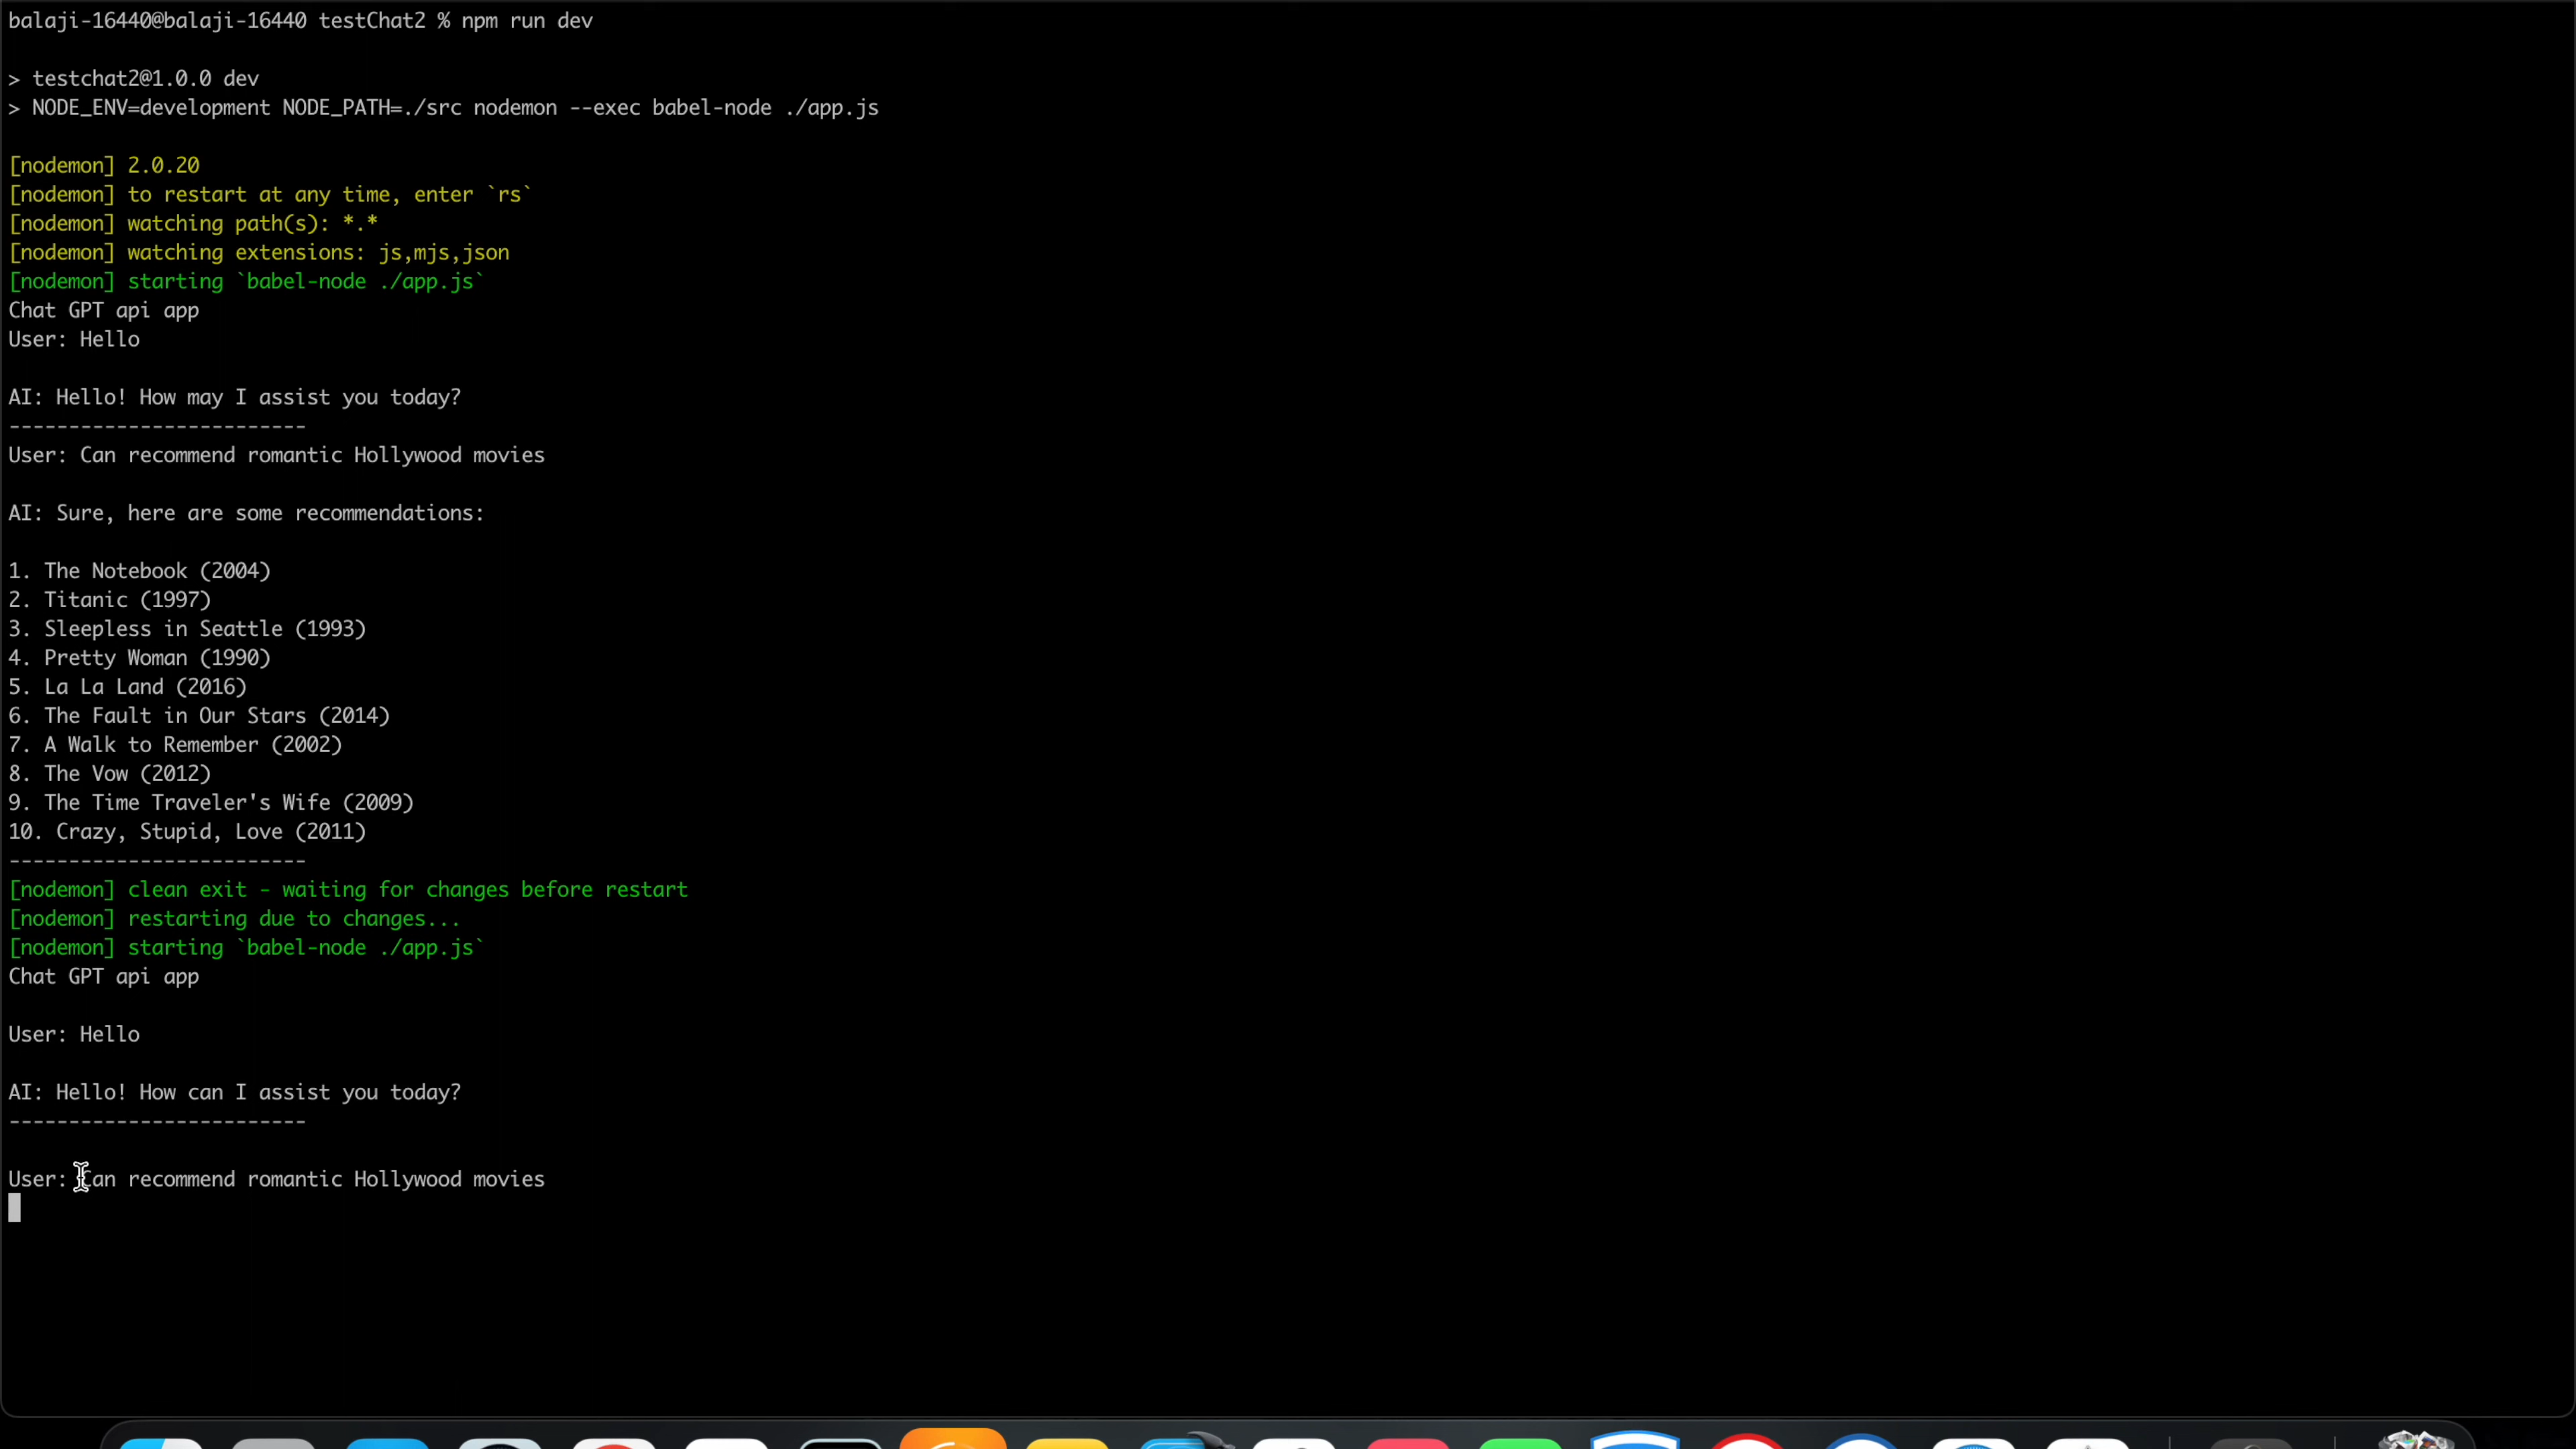 balaji-16440@balaji-16440 testChat2 % npm run dev
> testchat2@1.0.0 dev
> NODE_ENV=development NODE_PATH=./src nodemon --exec babel-node ./app.js
[nodemon] 2.0.20
[nodemon] to restart at any time, enter `rs`
[nodemon] watching path(s): *.*
[nodemon] watching extensions: js,mjs,json
[nodemon] starting `babel-node ./app.js`
Chat GPT api app
User: Hello
AI: Hello! How may I assist you today?
-------------------------
User: Can recommend romantic Hollywood movies
AI: Sure, here are some recommendations:
1. The Notebook (2004)
2. Titanic (1997)
3. Sleepless in Seattle (1993)
4. Pretty Woman (1990)
5. La La Land (2016)
6. The Fault in Our Stars (2014)
7. A Walk to Remember (2002)
8. The Vow (2012)
9. The Time Traveler's Wife (2009)
10. Crazy, Stupid, Love (2011)
-------------------------
[nodemon] clean exit - waiting for changes before restart
[nodemon] restarting due to changes...
[nodemon] starting `babel-node ./app.js`
Chat GPT api app
User: Hello
AI: Hello! How can I assist you today?
-------------------------
User: Can recommend romantic Hollywood movies